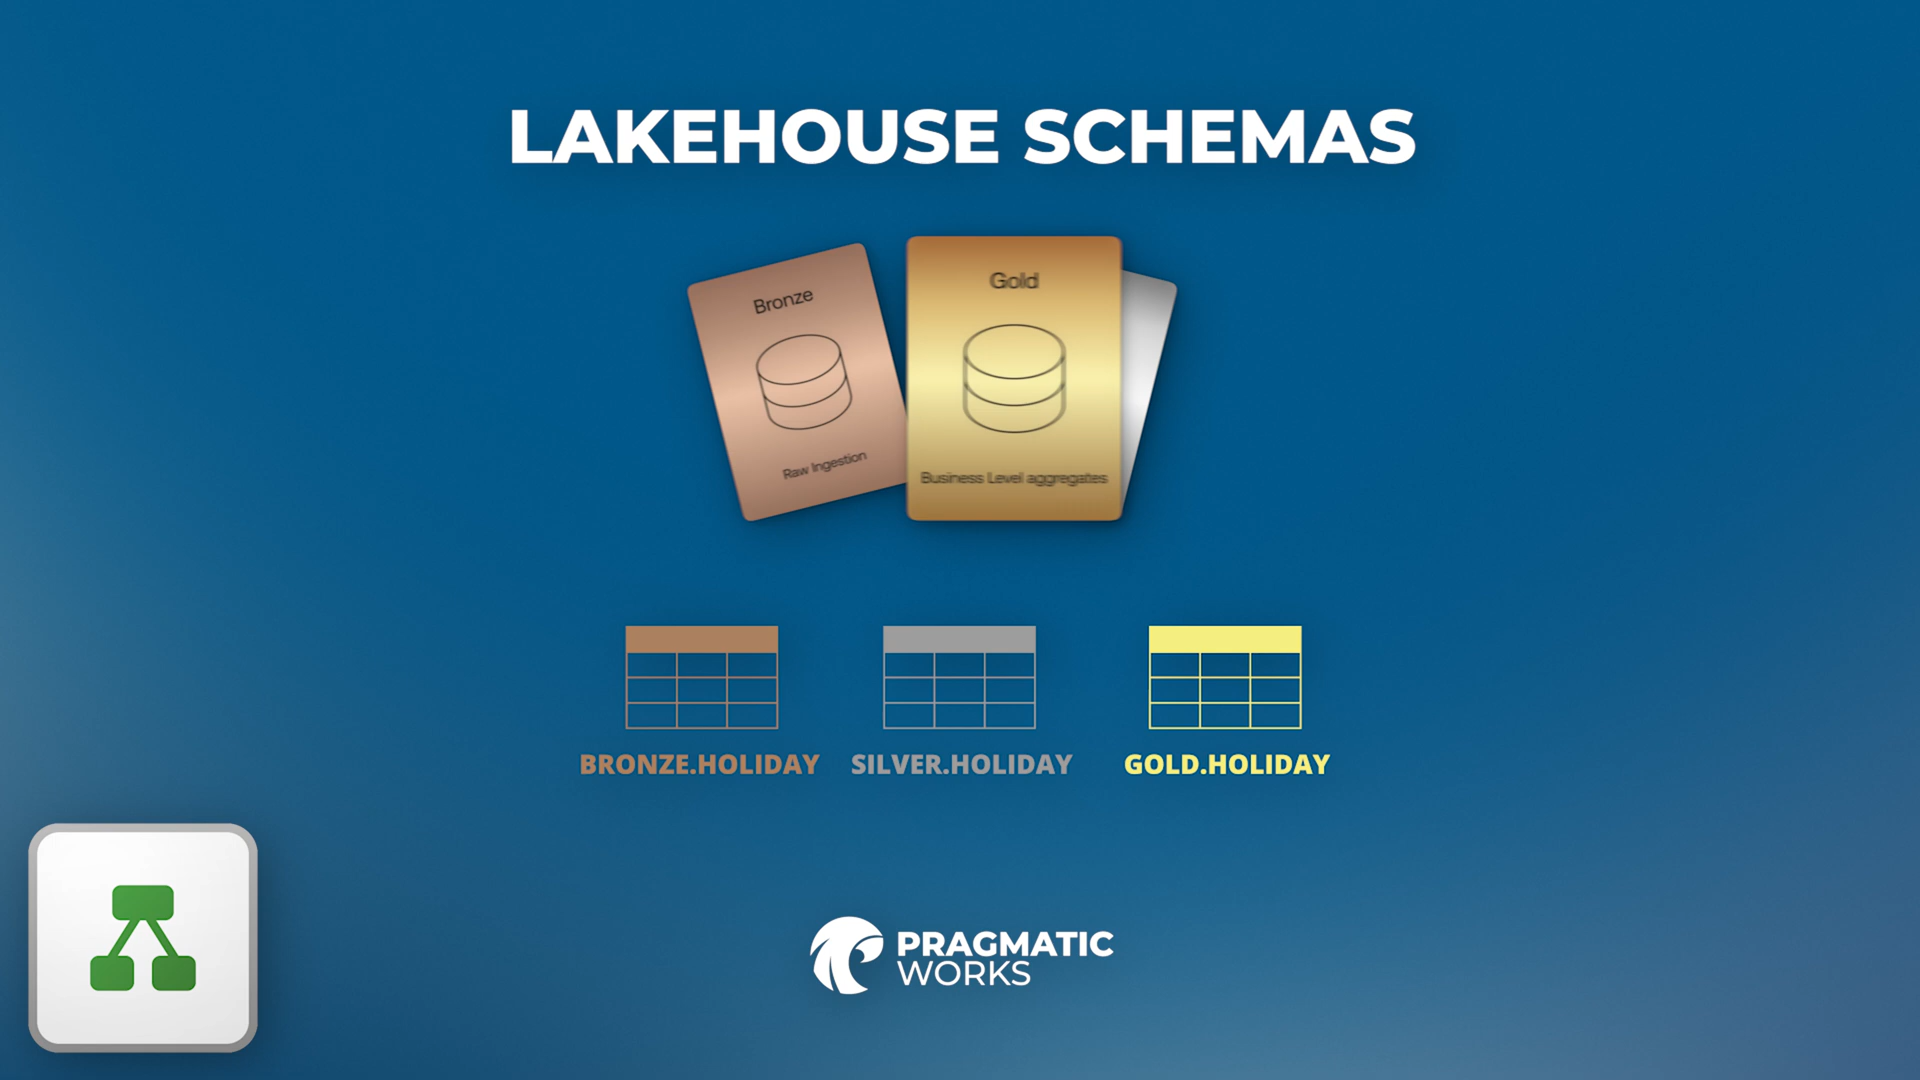 LAKEHOUSE SCHEMAS
Bronze
Raw Ingestion
Gold
Business Level aggregates
BRONZE.HOLIDAY
SILVER.HOLIDAY
GOLD.HOLIDAY
PRAGMATIC
WORKS